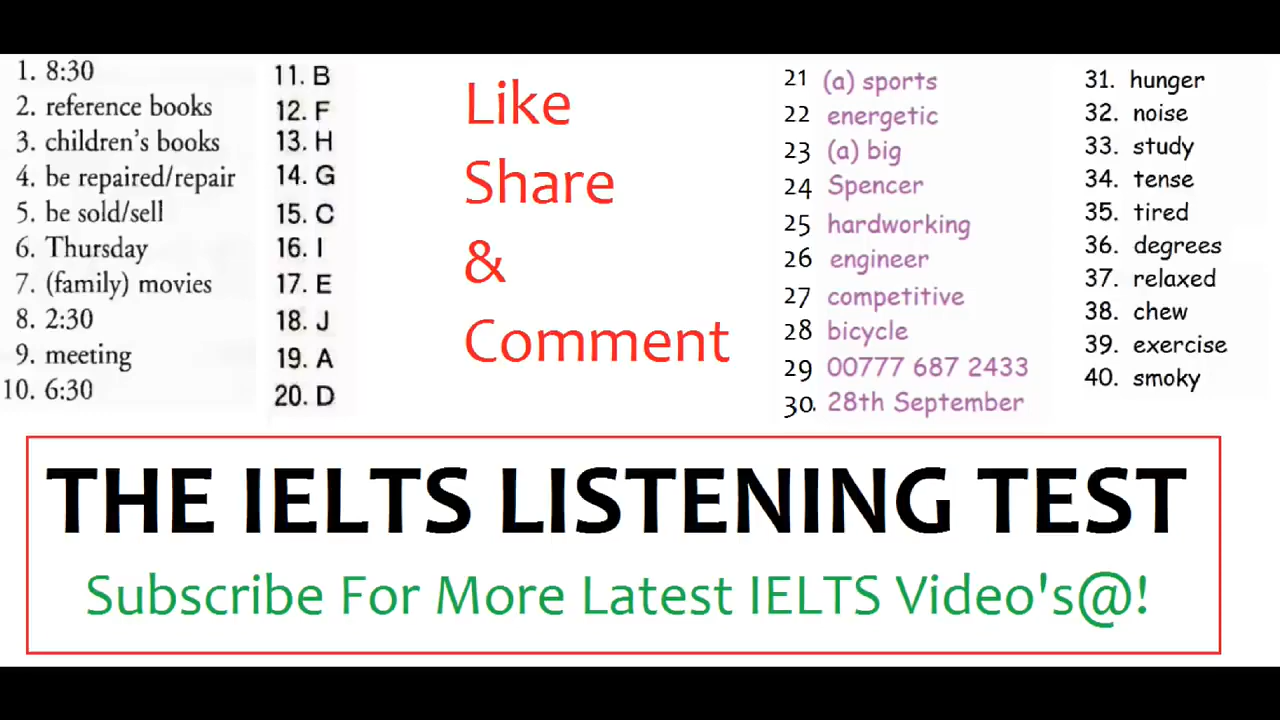 1. 8:30
2. reference books
3. children's books
4. be repaired/repair
5. be sold/sell
6. Thursday
7. (family) movies
8. 2:30
9. meeting
10. 6:30
11. B
12. F
13. H
14. G
15. C
16. I
17. E
18. J
19. A
20. D
Like
Share
&
Comment
21 (a) sports
22 energetic
23 (a) big
24 Spencer
25 hardworking
26 engineer
27 competitive
28 bicycle
29 00777 687 2433
30. 28th September
31. hunger
32. noise
33. study
34. tense
35. tired
36. degrees
37. relaxed
38. chew
39. exercise
40. smoky
THE IELTS LISTENING TEST
Subscribe For More Latest IELTS Video's@!